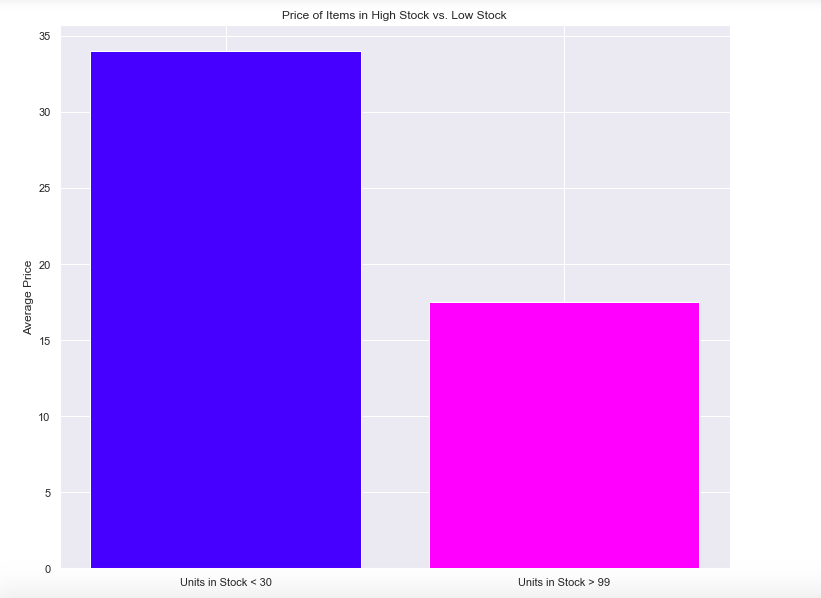 Price of Items in High Stock vs. Low Stock
Average Price
35
30
25
20
15
10
5
0
Units in Stock < 30
Units in Stock > 99